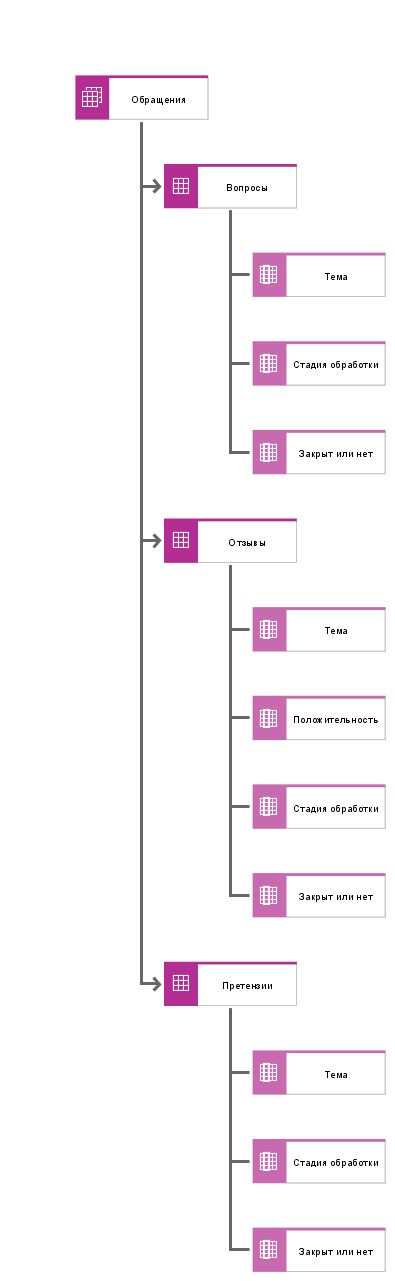 Обращения
Вопросы
Тема
Стадия обработки
Закрыт или нет
Отзывы
Тема
Положительность
Стадия обработки
Закрыт или нет
Претензии
Тема
Стадия обработки
Закрыт или нет